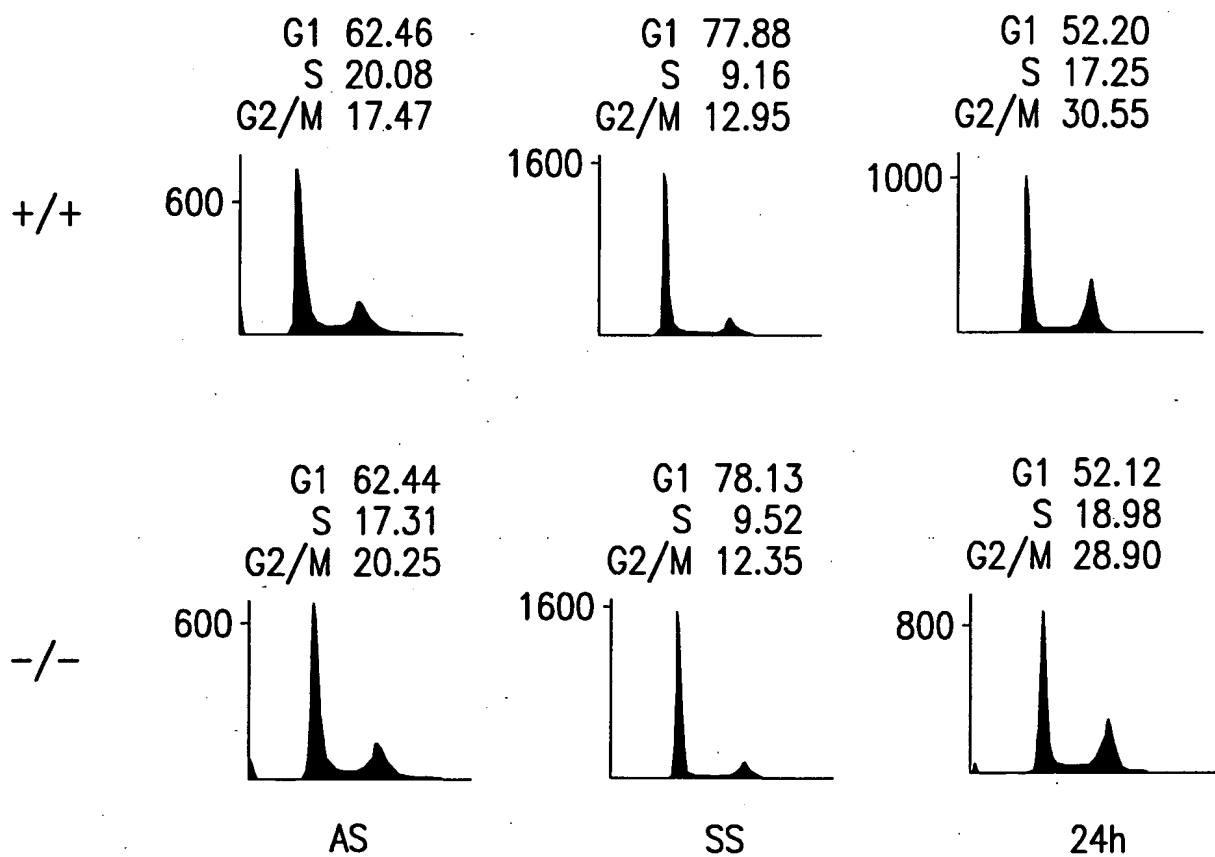 G1 62.46
S 20.08
G2/M 17.47
G1 77.88
S 9.16
G2/M 12.95
G1 52.20
S 17.25
G2/M 30.55
+/+
600
1600
1000
G1 62.44
S 17.31
G2/M 20.25
G1 78.13
S 9.52
G2/M 12.35
G1 52.12
S 18.98
G2/M 28.90
-/-
600
1600
800
AS
SS
24h